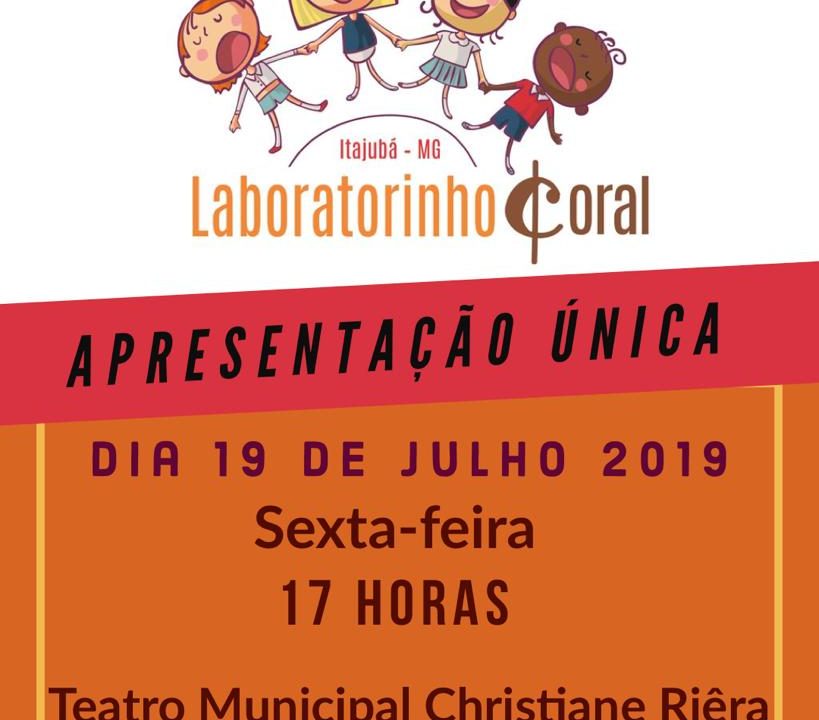 Itajubá - MG
Laboratorinho Coral
APRESENTAÇÃO ÚNICA
DIA 19 DE JULHO 2019
Sexta-feira
17 HORAS
Teatro Municipal Christiane Riêra